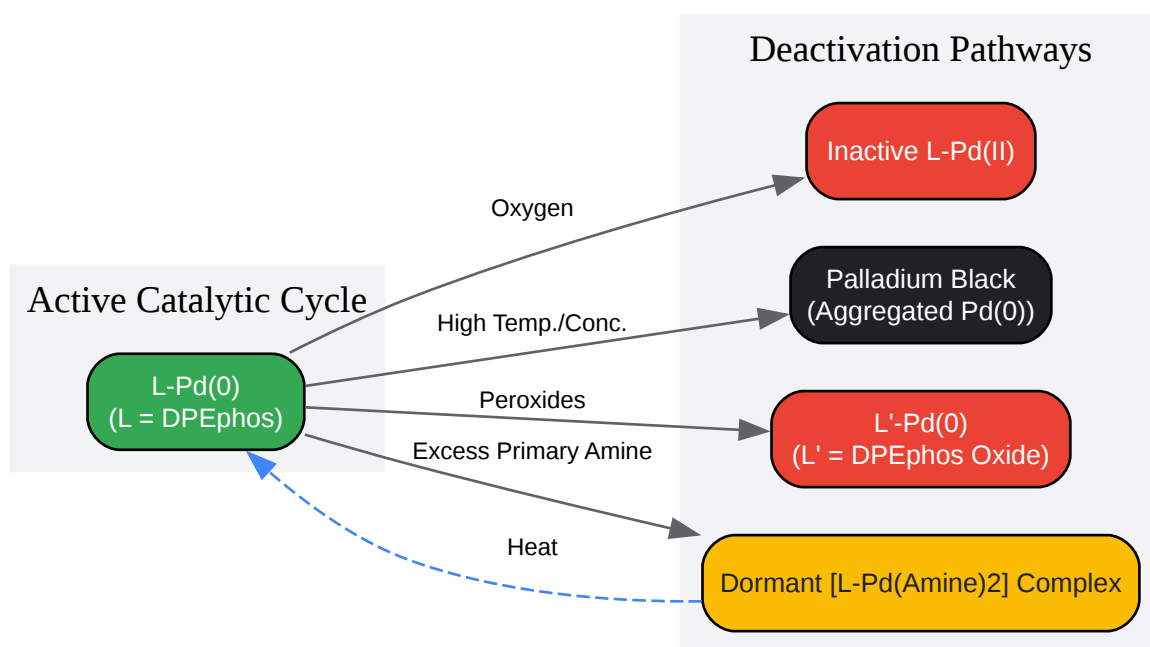 Deactivation Pathways
Inactive L-Pd(II)
Oxygen
Palladium Black
(Aggregated Pd(0))
Active Catalytic Cycle
High Temp./Conc.
L-Pd(0)
(L = DPEphos)
Peroxides
L'-Pd(0)
(L' = DPEphos Oxide)
Excess Primary Amine
Heat
Dormant [L-Pd(Amine)2] Complex